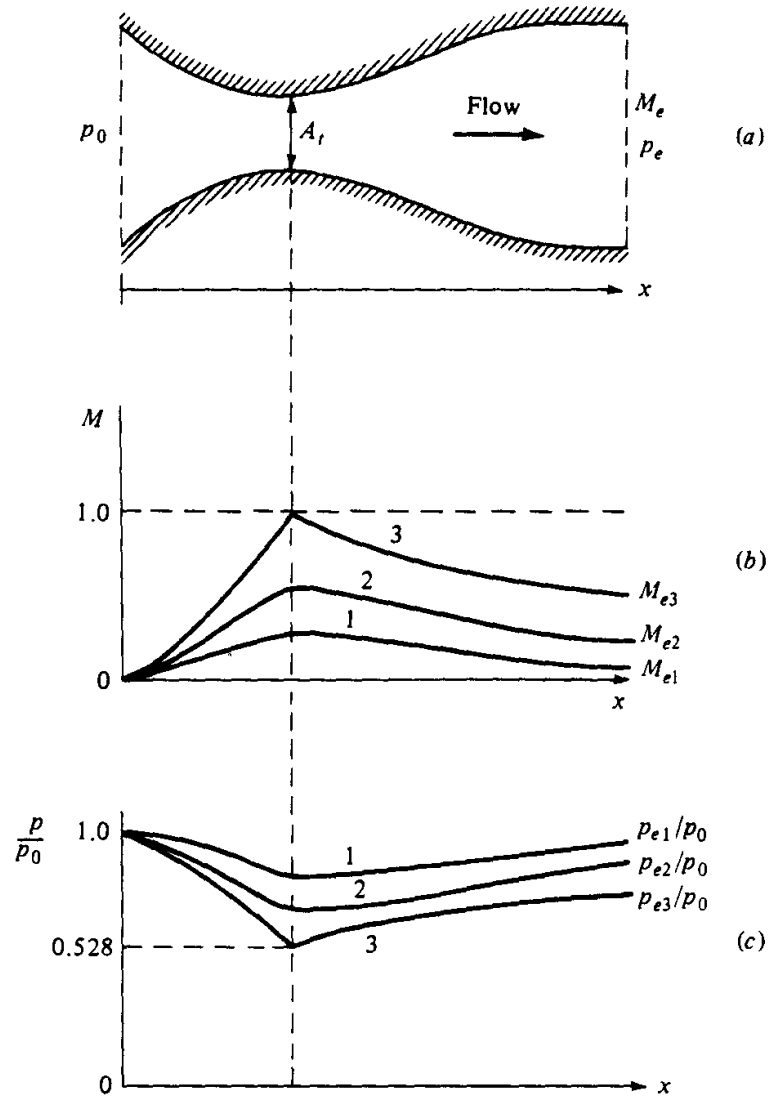 p₀
Aₜ
Flow
Mₑ
pₑ
(a)
x
M
1.0
3
2
1
0
Mₑ₃
Mₑ₂
Mₑ₁
x
(b)
p/p₀
1.0
1
2
3
0.528
0
pₑ₁/p₀
pₑ₂/p₀
pₑ₃/p₀
(c)
x